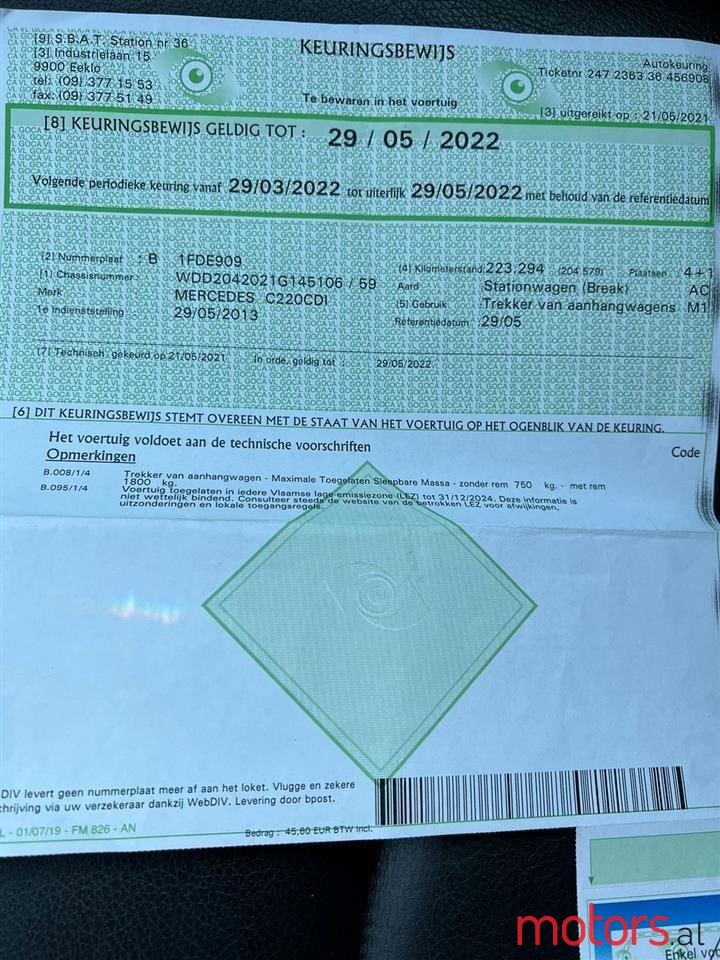 [9] S.B.A.T. Station nr 36
[3] Industrielaan 15
9900 Eeklo
tel: (09) 377 15 53
fax: (09) 377 51 49
KEURINGSBEWIJS
Te bewaren in het voertuig
Autokeuring
Ticketnr 247 2363 36 456908
[3] uitgereikt op : 21/05/2021
[8] KEURINGSBEWIJS GELDIG TOT : 29 / 05 / 2022
Volgende periodieke keuring vanaf 29/03/2022 tot uiterlijk 29/05/2022 met behoud van de referentiedatum
[2] Nummerplaat : B 1FDE909
[1] Chassisnummer : WDD2042021G145106 / 59
Merk MERCEDES C220CDI
1e indienststelling : 29/05/2013
[4] Kilometerstand: 223.294 (204.579) Plaatsen : 4+1
Aard Stationwagen (Break) AC
[5] Gebruik Trekker van aanhangwagens M1
Referentiedatum : 29/05
[7] Technisch gekeurd op 21/05/2021 In orde, geldig tot : 29/05/2022
[6] DIT KEURINGSBEWIJS STEMT OVEREEN MET DE STAAT VAN HET VOERTUIG OP HET OGENBLIK VAN DE KEURING.
Het voertuig voldoet aan de technische voorschriften
Code
Opmerkingen
B.008/1/4 Trekker van aanhangwagen - Maximale Toegelaten Sleepbare Massa - zonder rem 750 kg. - met rem
1800 kg.
B.095/1/4 Voertuig toegelaten in iedere Vlaamse lage-emissiezone (LEZ) tot 31/12/2024. Deze informatie is
niet wettelijk bindend. Consulteer steeds de website van de betrokken LEZ voor afwijkingen,
uitzonderingen en lokale toegangsregels.
DIV levert geen nummerplaat meer af aan het loket. Vlugge en zekere
chrijving via uw verzekeraar dankzij WebDIV. Levering door bpost.
L - 01/07/19 - FM 826 - AN
Bedrag : 45,60 EUR BTW incl.
motors.al
Enkel voo